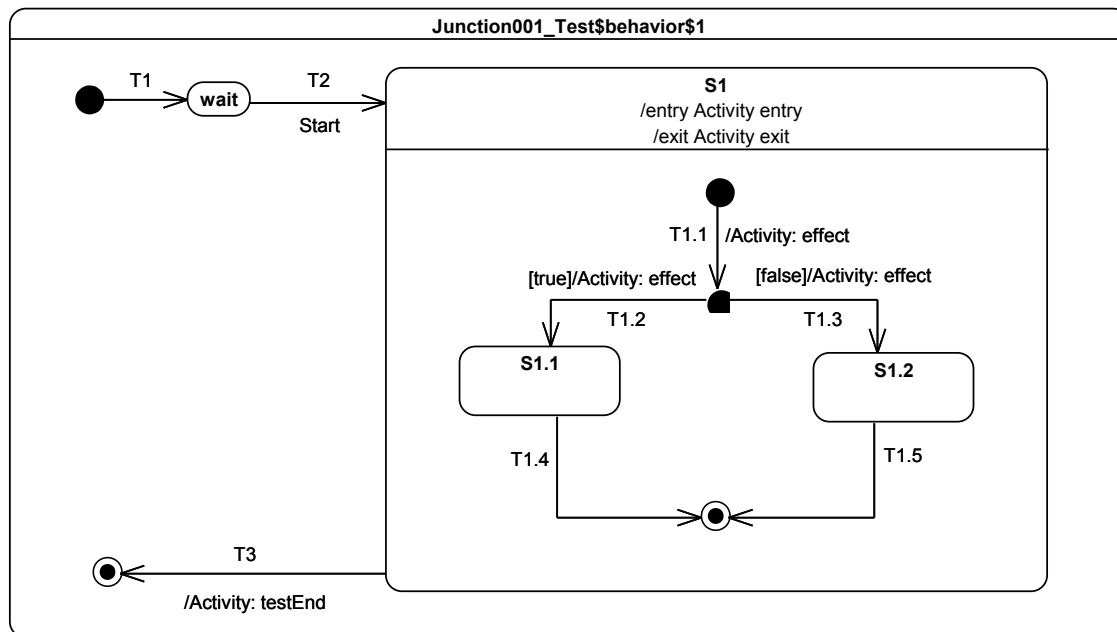 Junction001_Test$behavior$1
T1
T2
wait
Start
S1
/entry Activity entry
/exit Activity exit
T1.1
/Activity: effect
[true]/Activity: effect
[false]/Activity: effect
T1.2
T1.3
S1.1
S1.2
T1.4
T1.5
T3
/Activity: testEnd